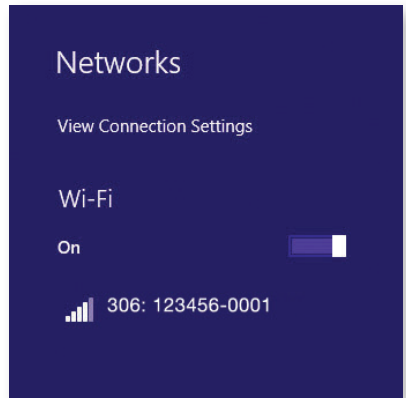 Networks
View Connection Settings
Wi-Fi
On
306: 123456-0001